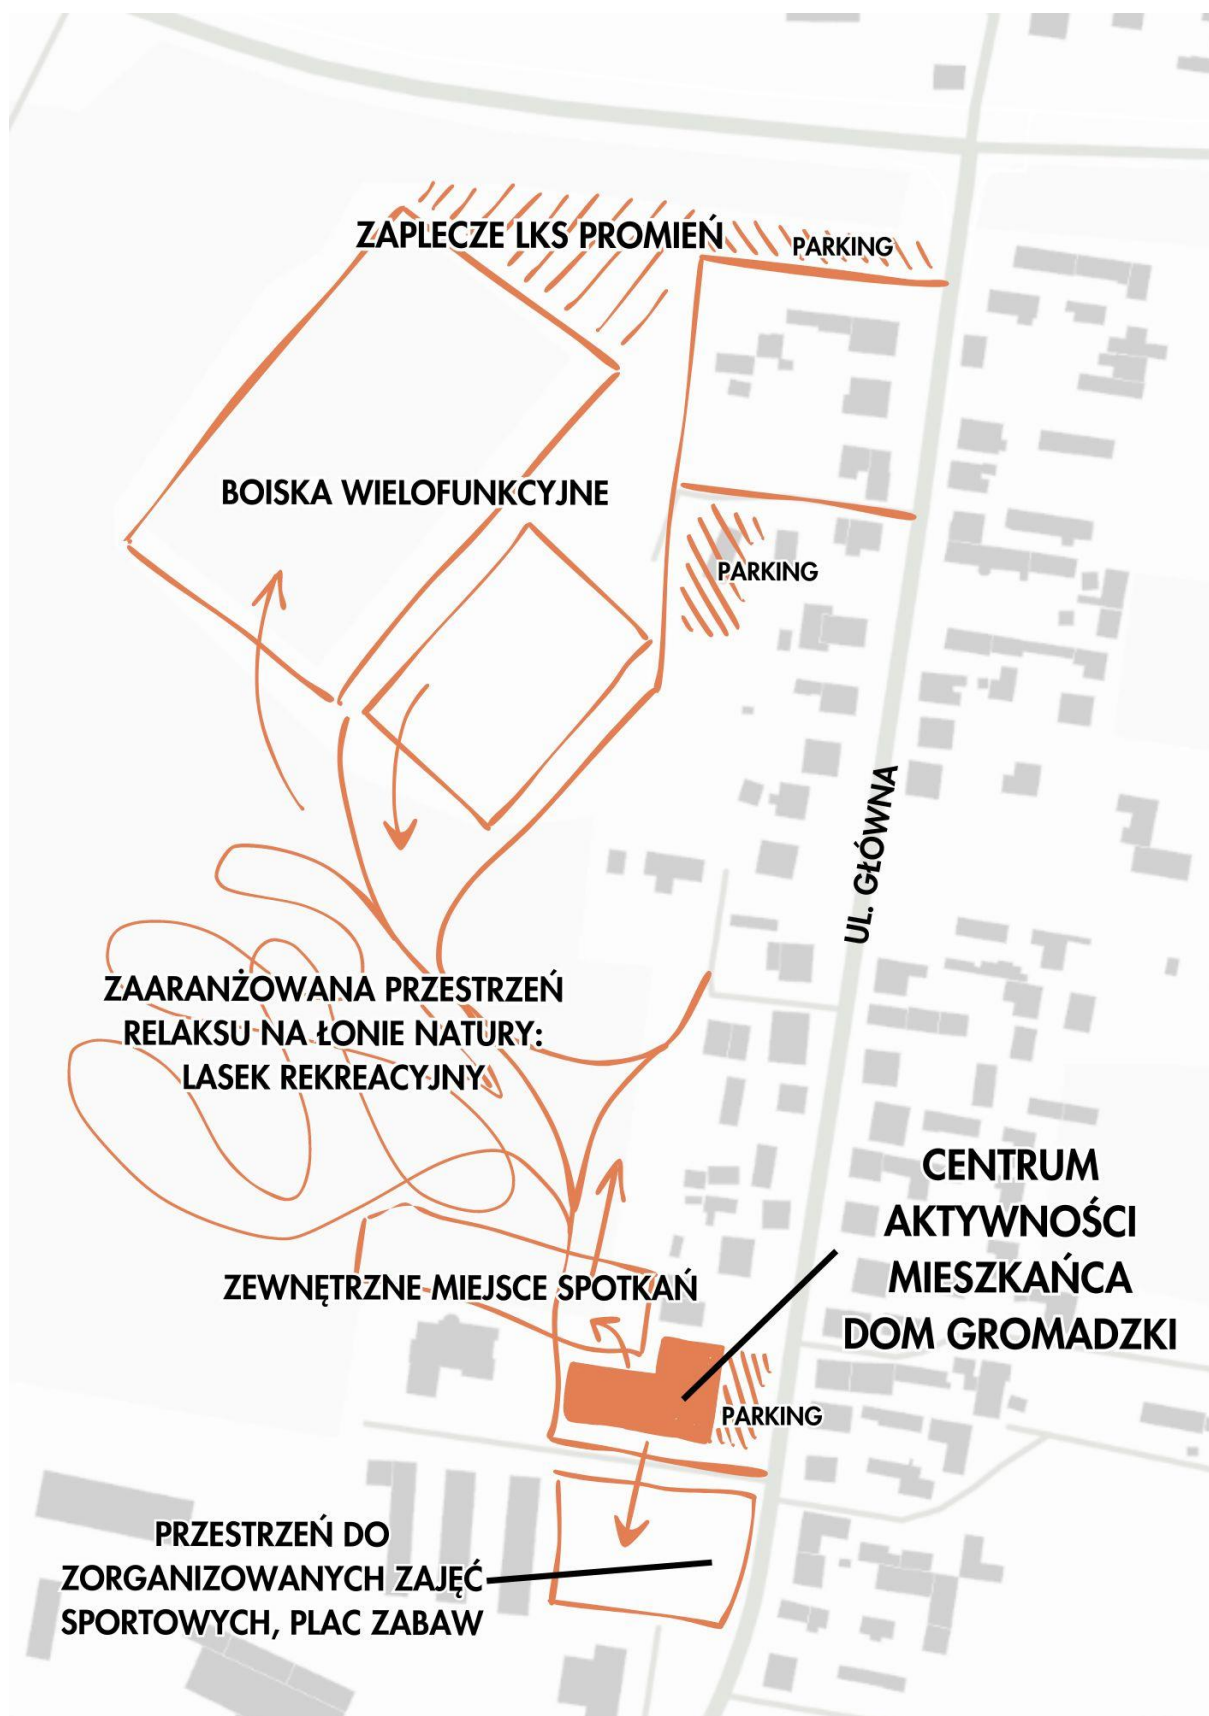 ZAPLECZE LKS PROMIEŃ
PARKING
BOISKA WIELOFUNKCYJNE
PARKING
UL. GŁÓWNA
ZAARANŻOWANA PRZESTRZEŃ
RELAKSU NA ŁONIE NATURY:
LASEK REKREACYJNY
CENTRUM
AKTYWNOŚCI
MIESZKAŃCA
DOM GROMADZKI
ZEWNĘTRZNE MIEJSCE SPOTKAŃ
PARKING
PRZESTRZEŃ DO
ZORGANIZOWANYCH ZAJĘĆ
SPORTOWYCH, PLAC ZABAW